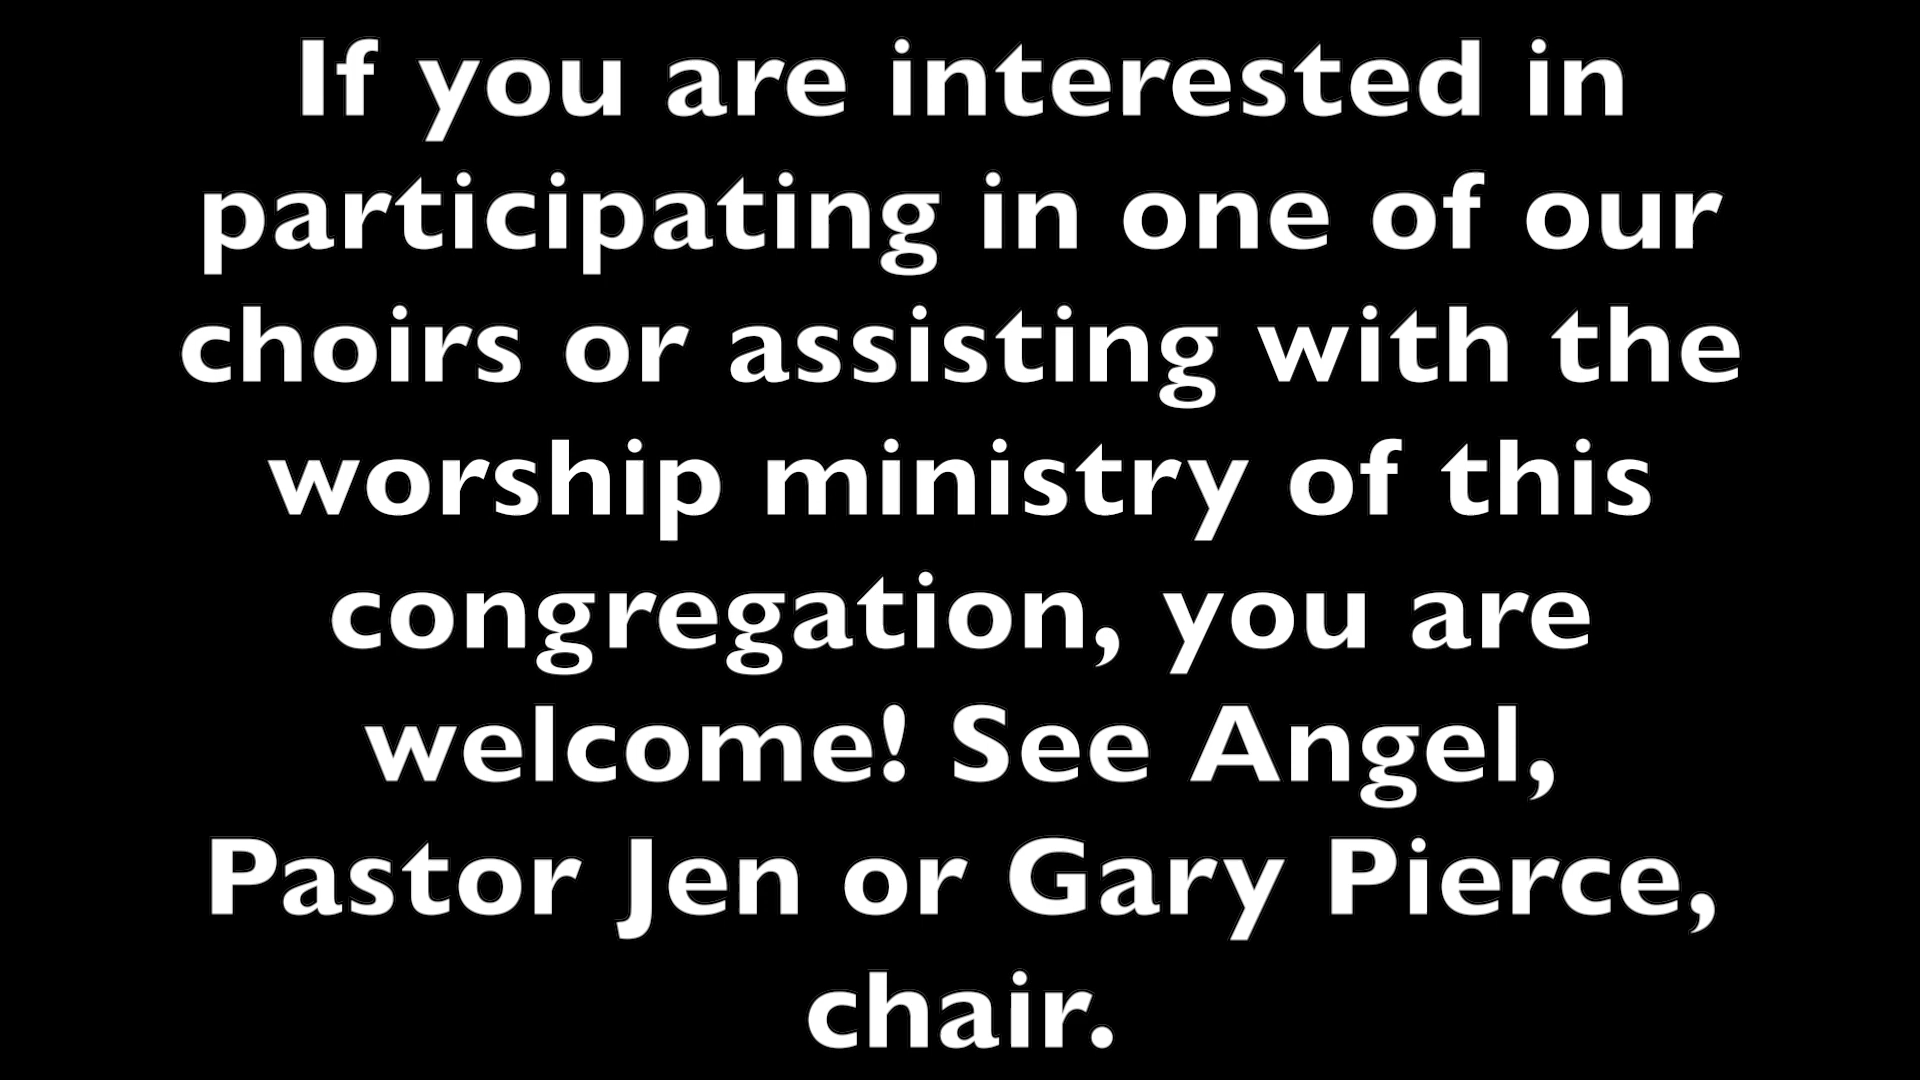 If you are interested in
participating in one of our
choirs or assisting with the
worship ministry of this
congregation, you are
welcome! See Angel,
Pastor Jen or Gary Pierce,
chair.